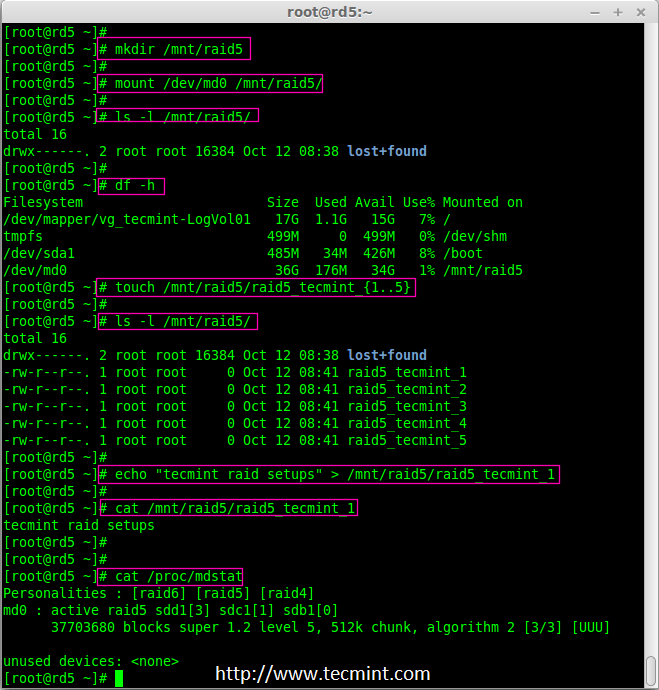 root@rd5:~
[root@rd5 ~]#
[root@rd5 ~]# mkdir /mnt/raid5
[root@rd5 ~]#
[root@rd5 ~]# mount /dev/md0 /mnt/raid5/
[root@rd5 ~]#
[root@rd5 ~]# ls -l /mnt/raid5/
total 16
drwx------. 2 root root 16384 Oct 12 08:38 lost+found
[root@rd5 ~]#
[root@rd5 ~]# df -h
Filesystem                       Size  Used Avail Use% Mounted on
/dev/mapper/vg_tecmint-LogVol01   17G  1.1G   15G   7% /
tmpfs                            499M     0  499M   0% /dev/shm
/dev/sda1                        485M   34M  426M   8% /boot
/dev/md0                          36G  176M   34G   1% /mnt/raid5
[root@rd5 ~]# touch /mnt/raid5/raid5_tecmint_{1..5}
[root@rd5 ~]#
[root@rd5 ~]# ls -l /mnt/raid5/
total 16
drwx------. 2 root root 16384 Oct 12 08:38 lost+found
-rw-r--r--. 1 root root     0 Oct 12 08:41 raid5_tecmint_1
-rw-r--r--. 1 root root     0 Oct 12 08:41 raid5_tecmint_2
-rw-r--r--. 1 root root     0 Oct 12 08:41 raid5_tecmint_3
-rw-r--r--. 1 root root     0 Oct 12 08:41 raid5_tecmint_4
-rw-r--r--. 1 root root     0 Oct 12 08:41 raid5_tecmint_5
[root@rd5 ~]#
[root@rd5 ~]# echo "tecmint raid setups" > /mnt/raid5/raid5_tecmint_1
[root@rd5 ~]#
[root@rd5 ~]# cat /mnt/raid5/raid5_tecmint_1
tecmint raid setups
[root@rd5 ~]#
[root@rd5 ~]#
[root@rd5 ~]# cat /proc/mdstat
Personalities : [raid6] [raid5] [raid4]
md0 : active raid5 sdd1[3] sdc1[1] sdb1[0]
      37703680 blocks super 1.2 level 5, 512k chunk, algorithm 2 [3/3] [UUU]

unused devices: <none>
[root@rd5 ~]#
http://www.tecmint.com